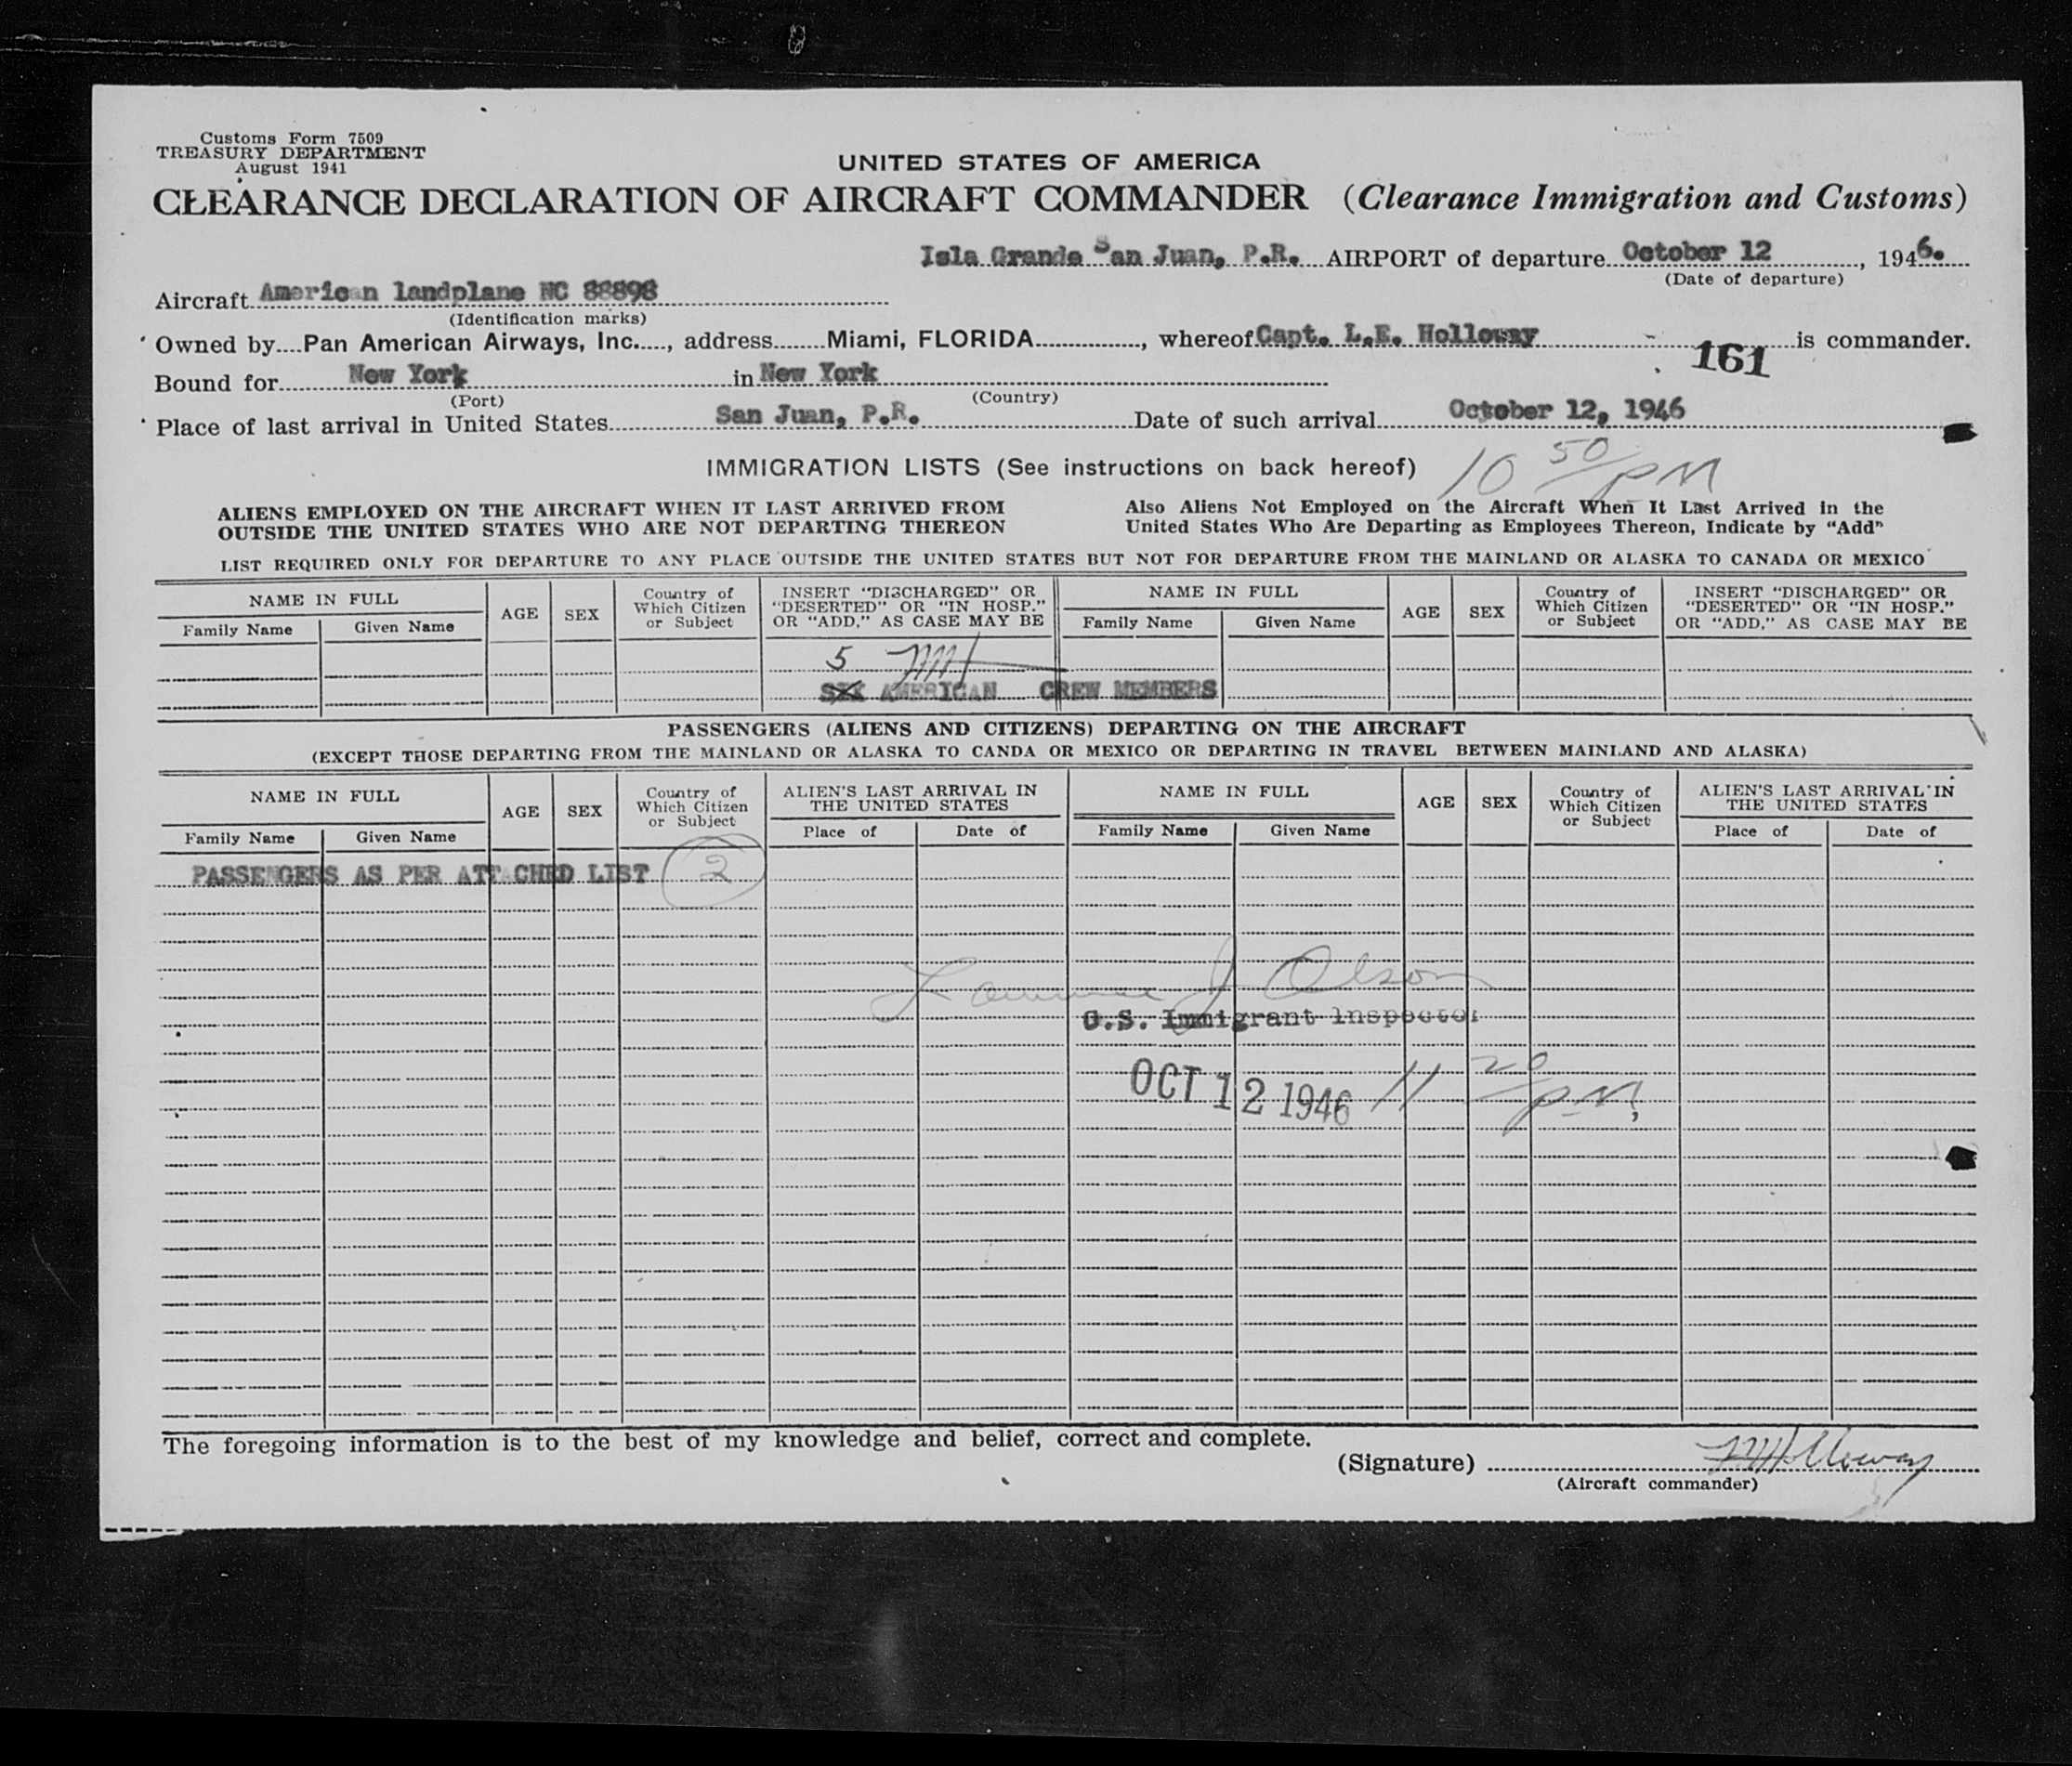 Customs Form 7509
TREASURY DEPARTMENT
August 1941
UNITED STATES OF AMERICA
CLEARANCE DECLARATION OF AIRCRAFT COMMANDER (Clearance Immigration and Customs)
Isla Grande San Juan, P.R. AIRPORT of departure October 12, 1946.
(Date of departure)
Aircraft American landplane NC 88898
(Identification marks)
Owned by Pan American Airways, Inc., address Miami, FLORIDA, whereof Capt. L.E. Holloway is commander.
161
Bound for New York in New York
(Port) (Country)
Place of last arrival in United States San Juan, P.R. Date of such arrival October 12, 1946
IMMIGRATION LISTS (See instructions on back hereof) 10 50 PM
ALIENS EMPLOYED ON THE AIRCRAFT WHEN IT LAST ARRIVED FROM
OUTSIDE THE UNITED STATES WHO ARE NOT DEPARTING THEREON
Also Aliens Not Employed on the Aircraft When It Last Arrived in the
United States Who Are Departing as Employees Thereon, Indicate by “Add”
LIST REQUIRED ONLY FOR DEPARTURE TO ANY PLACE OUTSIDE THE UNITED STATES BUT NOT FOR DEPARTURE FROM THE MAINLAND OR ALASKA TO CANADA OR MEXICO
NAME IN FULL
Family Name Given Name
AGE
SEX
Country of
Which Citizen
or Subject
INSERT “DISCHARGED” OR
“DESERTED” OR “IN HOSP.”
OR “ADD,” AS CASE MAY BE
NAME IN FULL
Family Name Given Name
AGE
SEX
Country of
Which Citizen
or Subject
INSERT “DISCHARGED” OR
“DESERTED” OR “IN HOSP.”
OR “ADD,” AS CASE MAY BE
5
SIX AMERICAN CREW MEMBERS
PASSENGERS (ALIENS AND CITIZENS) DEPARTING ON THE AIRCRAFT
(EXCEPT THOSE DEPARTING FROM THE MAINLAND OR ALASKA TO CANDA OR MEXICO OR DEPARTING IN TRAVEL BETWEEN MAINLAND AND ALASKA)
NAME IN FULL
Family Name Given Name
AGE
SEX
Country of
Which Citizen
or Subject
ALIEN'S LAST ARRIVAL IN
THE UNITED STATES
Place of Date of
NAME IN FULL
Family Name Given Name
AGE
SEX
Country of
Which Citizen
or Subject
ALIEN'S LAST ARRIVAL IN
THE UNITED STATES
Place of Date of
PASSENGERS AS PER ATTACHED LIST 2
Lawrence J Olson
U.S. Immigrant Inspector
OCT 12 1946 11 20 PM
The foregoing information is to the best of my knowledge and belief, correct and complete.
(Signature) Holloway
(Aircraft commander)